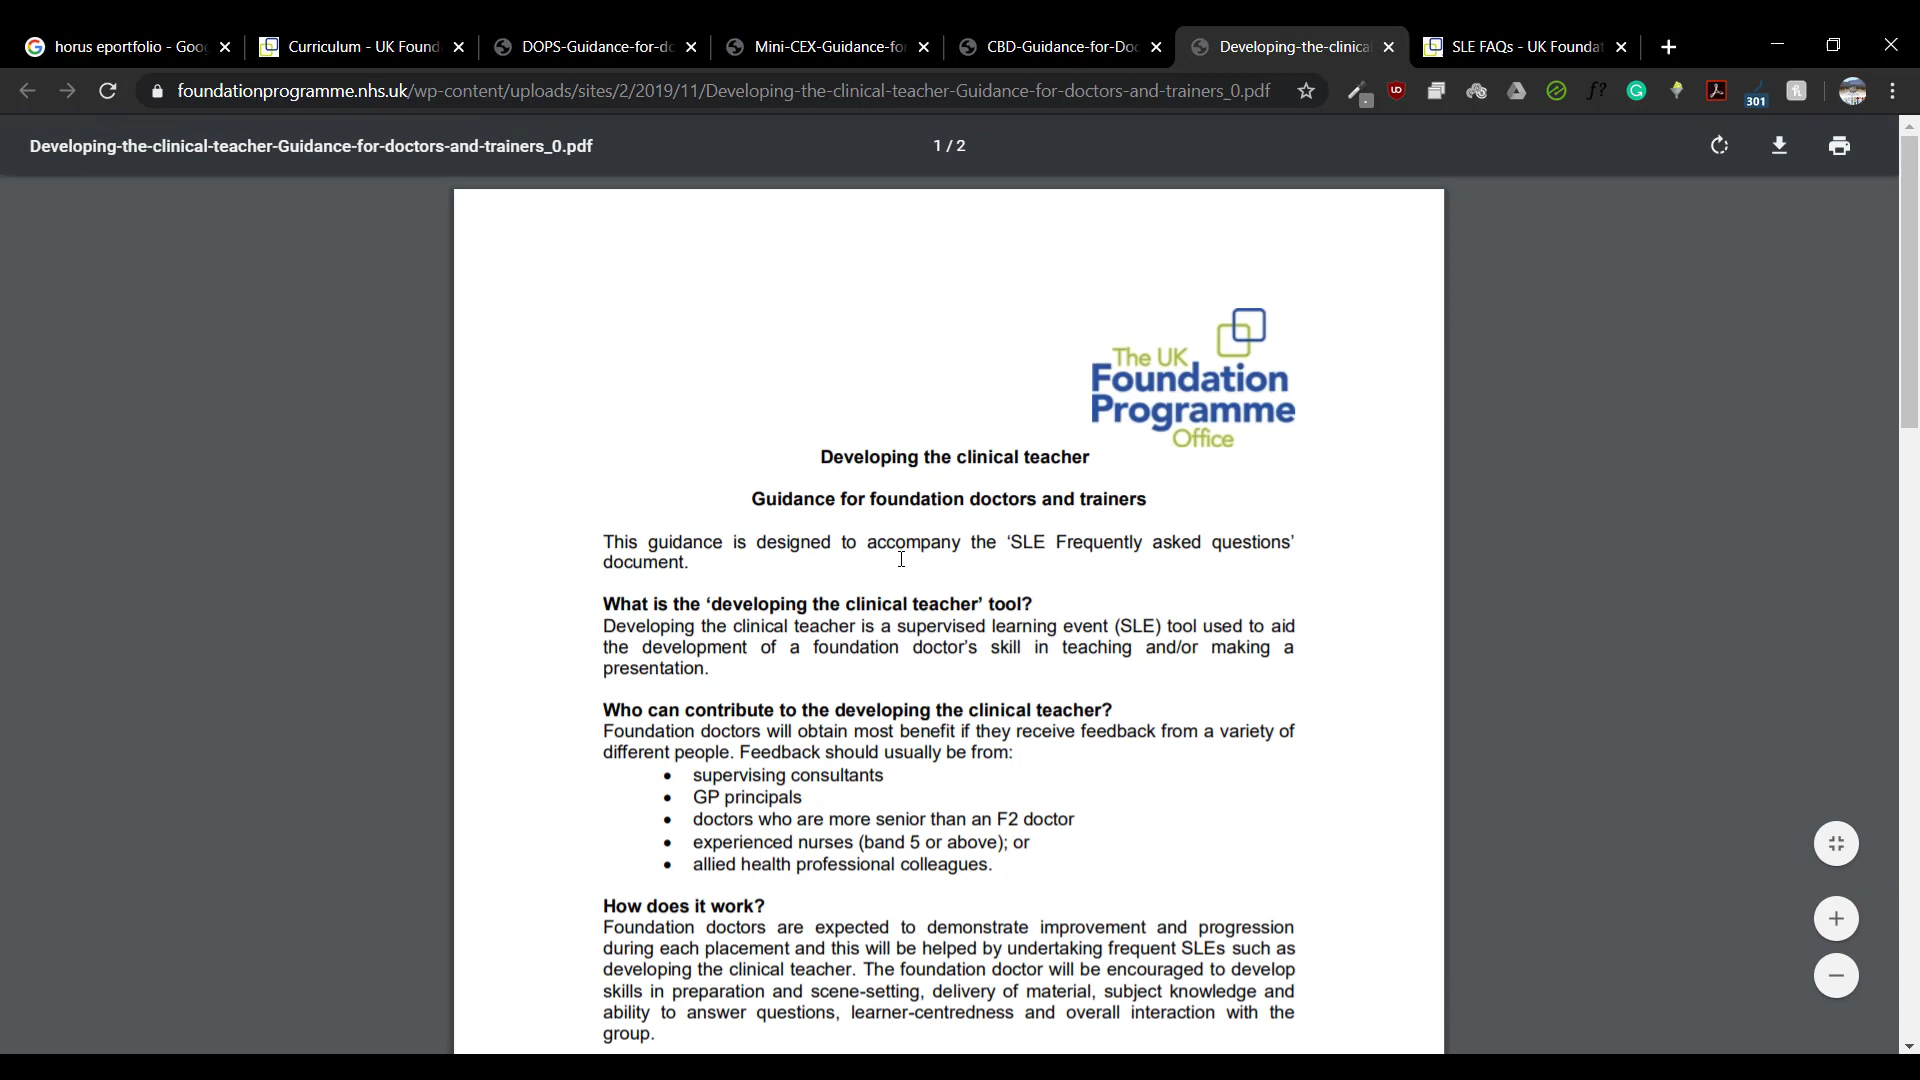 horus eportfolio - Goo
Curriculum - UK Found
DOPS-Guidance-for-do
Mini-CEX-Guidance-fo
CBD-Guidance-for-Do
Developing-the-clinica
SLE FAQs - UK Foundat
foundationprogramme.nhs.uk/wp-content/uploads/sites/2/2019/11/Developing-the-clinical-teacher-Guidance-for-doctors-and-trainers_0.pdf
301
Developing-the-clinical-teacher-Guidance-for-doctors-and-trainers_0.pdf
1 / 2
The UK
Foundation
Programme
Office
Developing the clinical teacher
Guidance for foundation doctors and trainers
This guidance is designed to accompany the ‘SLE Frequently asked questions’
document.
What is the ‘developing the clinical teacher’ tool?
Developing the clinical teacher is a supervised learning event (SLE) tool used to aid
the development of a foundation doctor’s skill in teaching and/or making a
presentation.
Who can contribute to the developing the clinical teacher?
Foundation doctors will obtain most benefit if they receive feedback from a variety of
different people. Feedback should usually be from:
• supervising consultants
• GP principals
• doctors who are more senior than an F2 doctor
• experienced nurses (band 5 or above); or
• allied health professional colleagues.
How does it work?
Foundation doctors are expected to demonstrate improvement and progression
during each placement and this will be helped by undertaking frequent SLEs such as
developing the clinical teacher. The foundation doctor will be encouraged to develop
skills in preparation and scene-setting, delivery of material, subject knowledge and
ability to answer questions, learner-centredness and overall interaction with the
group.